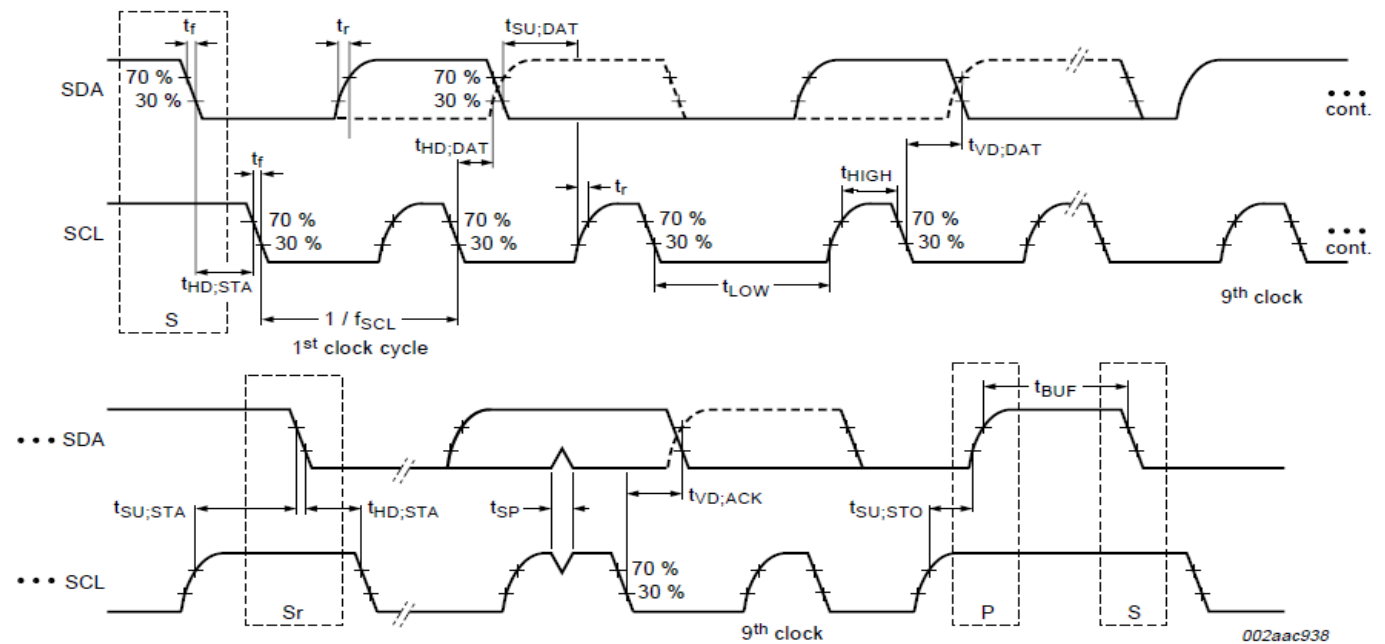 tf tr tSU;DAT
SDA 70 % 30 % 70 % 30 % ••• cont.
tHD;DAT tVD;DAT
tf tr tHIGH
SCL 70 % 30 % 70 % 30 % 70 % 30 % 70 % 30 % ••• cont.
tHD;STA tLOW 9th clock
S 1 / fSCL
1st clock cycle
tBUF
••• SDA
tSU;STA tHD;STA tSP tVD;ACK tSU;STO
••• SCL 70 % 30 %
Sr P S
9th clock 002aac938